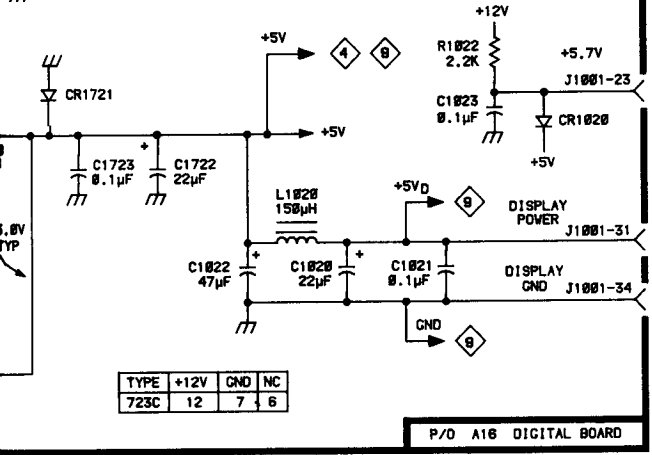 +12V
+5V
4
9
R1022
2.2K
+5.7V
J1001-23
CR1721
C1023
0.1µF
CR1020
+
+5V
C1723
0.1µF
C1722
22µF
+5V
+5VD
9
L1020
150µH
DISPLAY
POWER
J1001-31
TYP
+
+
C1022
47µF
C1020
22µF
C1021
0.1µF
DISPLAY
GND
J1001-34
GND
9
TYPE +12V GND NC
723C 12 7 6
P/O A16 DIGITAL BOARD